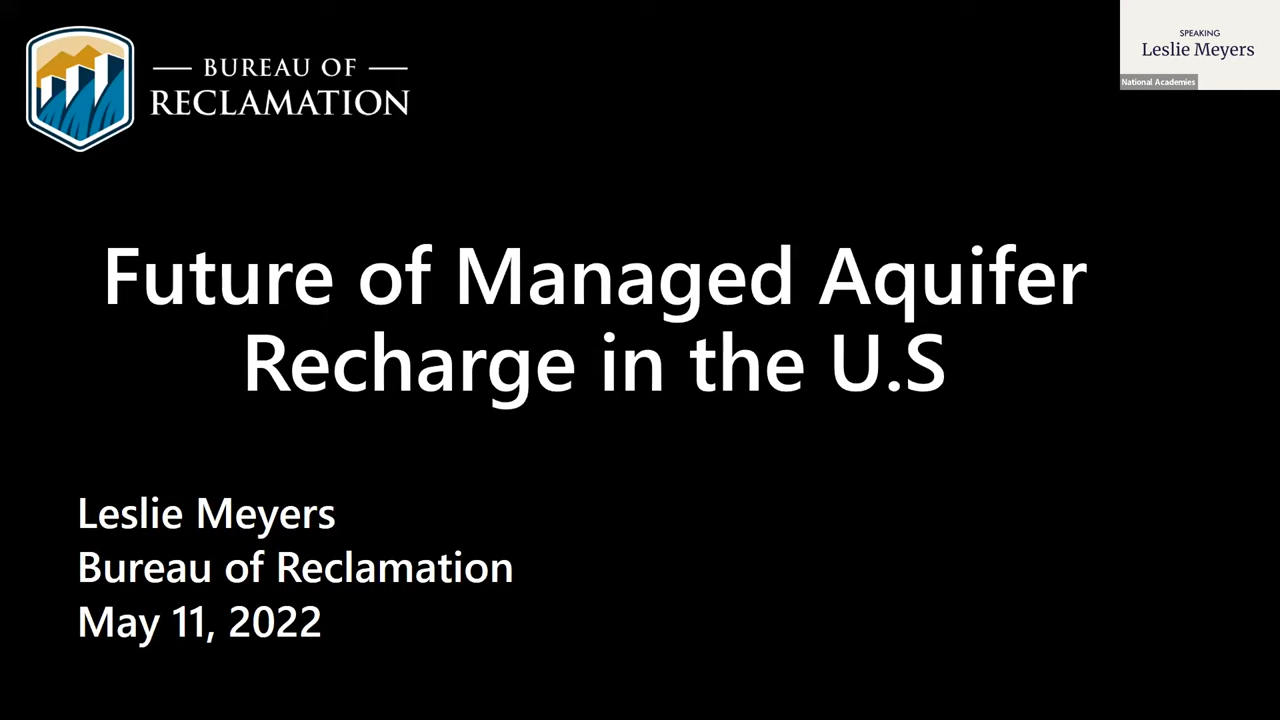 BUREAU OF
RECLAMATION
SPEAKING
Leslie Meyers
National Academies
Future of Managed Aquifer
Recharge in the U.S
Leslie Meyers
Bureau of Reclamation
May 11, 2022